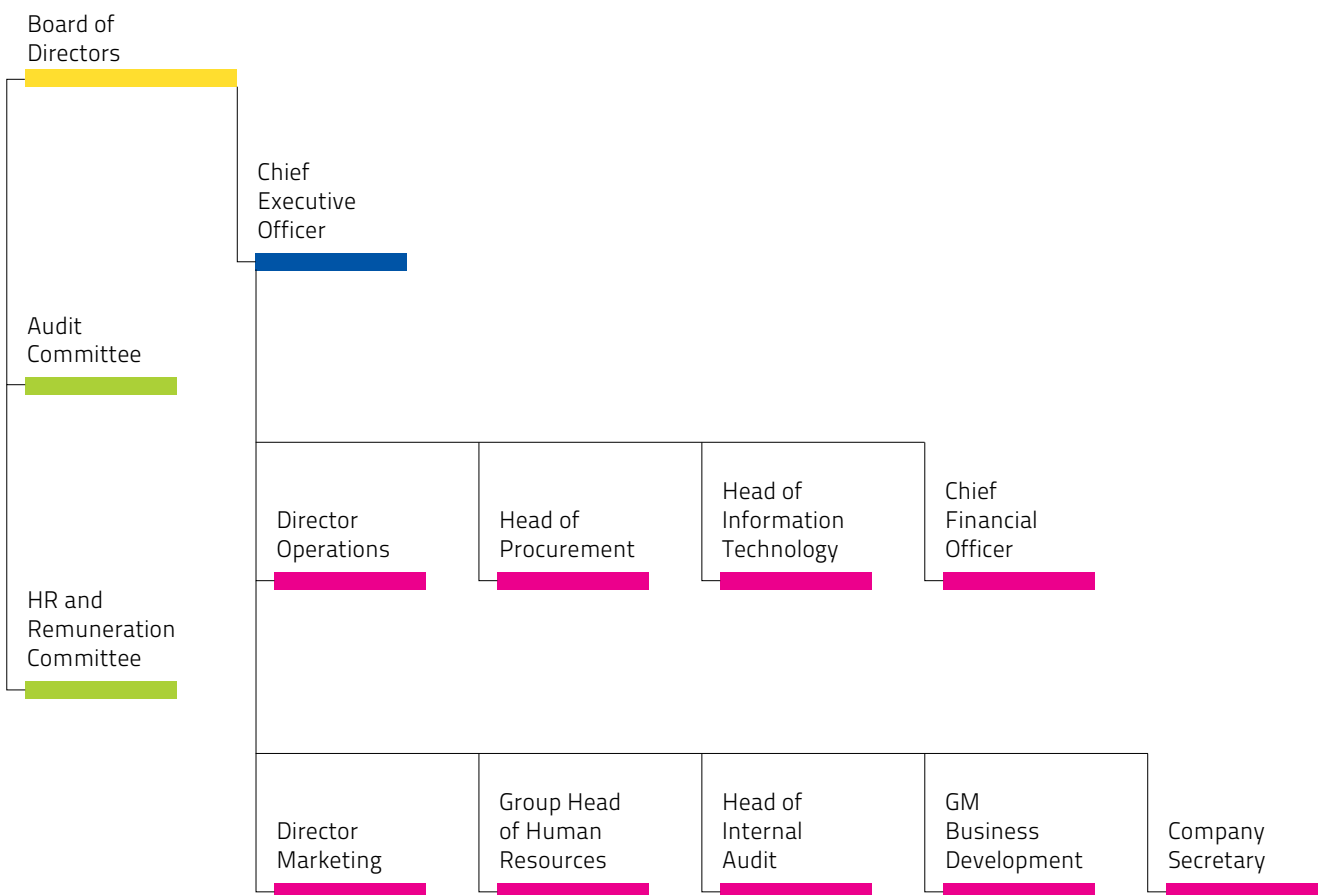 Board of
Directors
Chief
Executive
Officer
Audit
Committee
Director
Operations
Head of
Procurement
Head of
Information
Technology
Chief
Financial
Officer
HR and
Remuneration
Committee
Director
Marketing
Group Head
of Human
Resources
Head of
Internal
Audit
GM
Business
Development
Company
Secretary